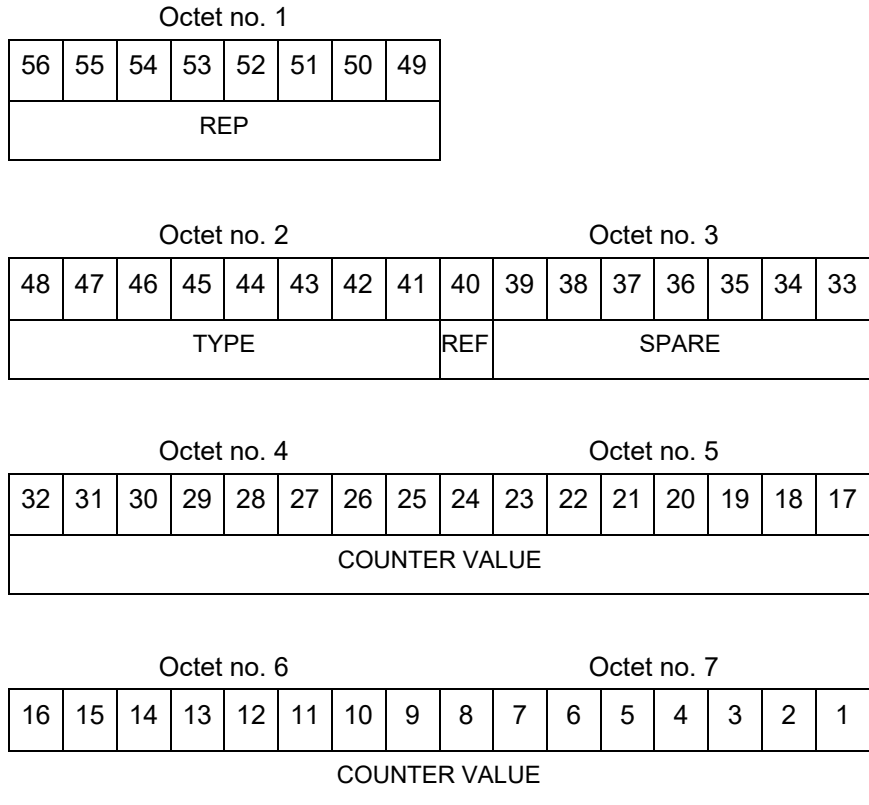 Octet no. 1
56 55 54 53 52 51 50 49
REP
Octet no. 2 Octet no. 3
48 47 46 45 44 43 42 41 40 39 38 37 36 35 34 33
TYPE REF SPARE
Octet no. 4 Octet no. 5
32 31 30 29 28 27 26 25 24 23 22 21 20 19 18 17
COUNTER VALUE
Octet no. 6 Octet no. 7
16 15 14 13 12 11 10 9 8 7 6 5 4 3 2 1
COUNTER VALUE